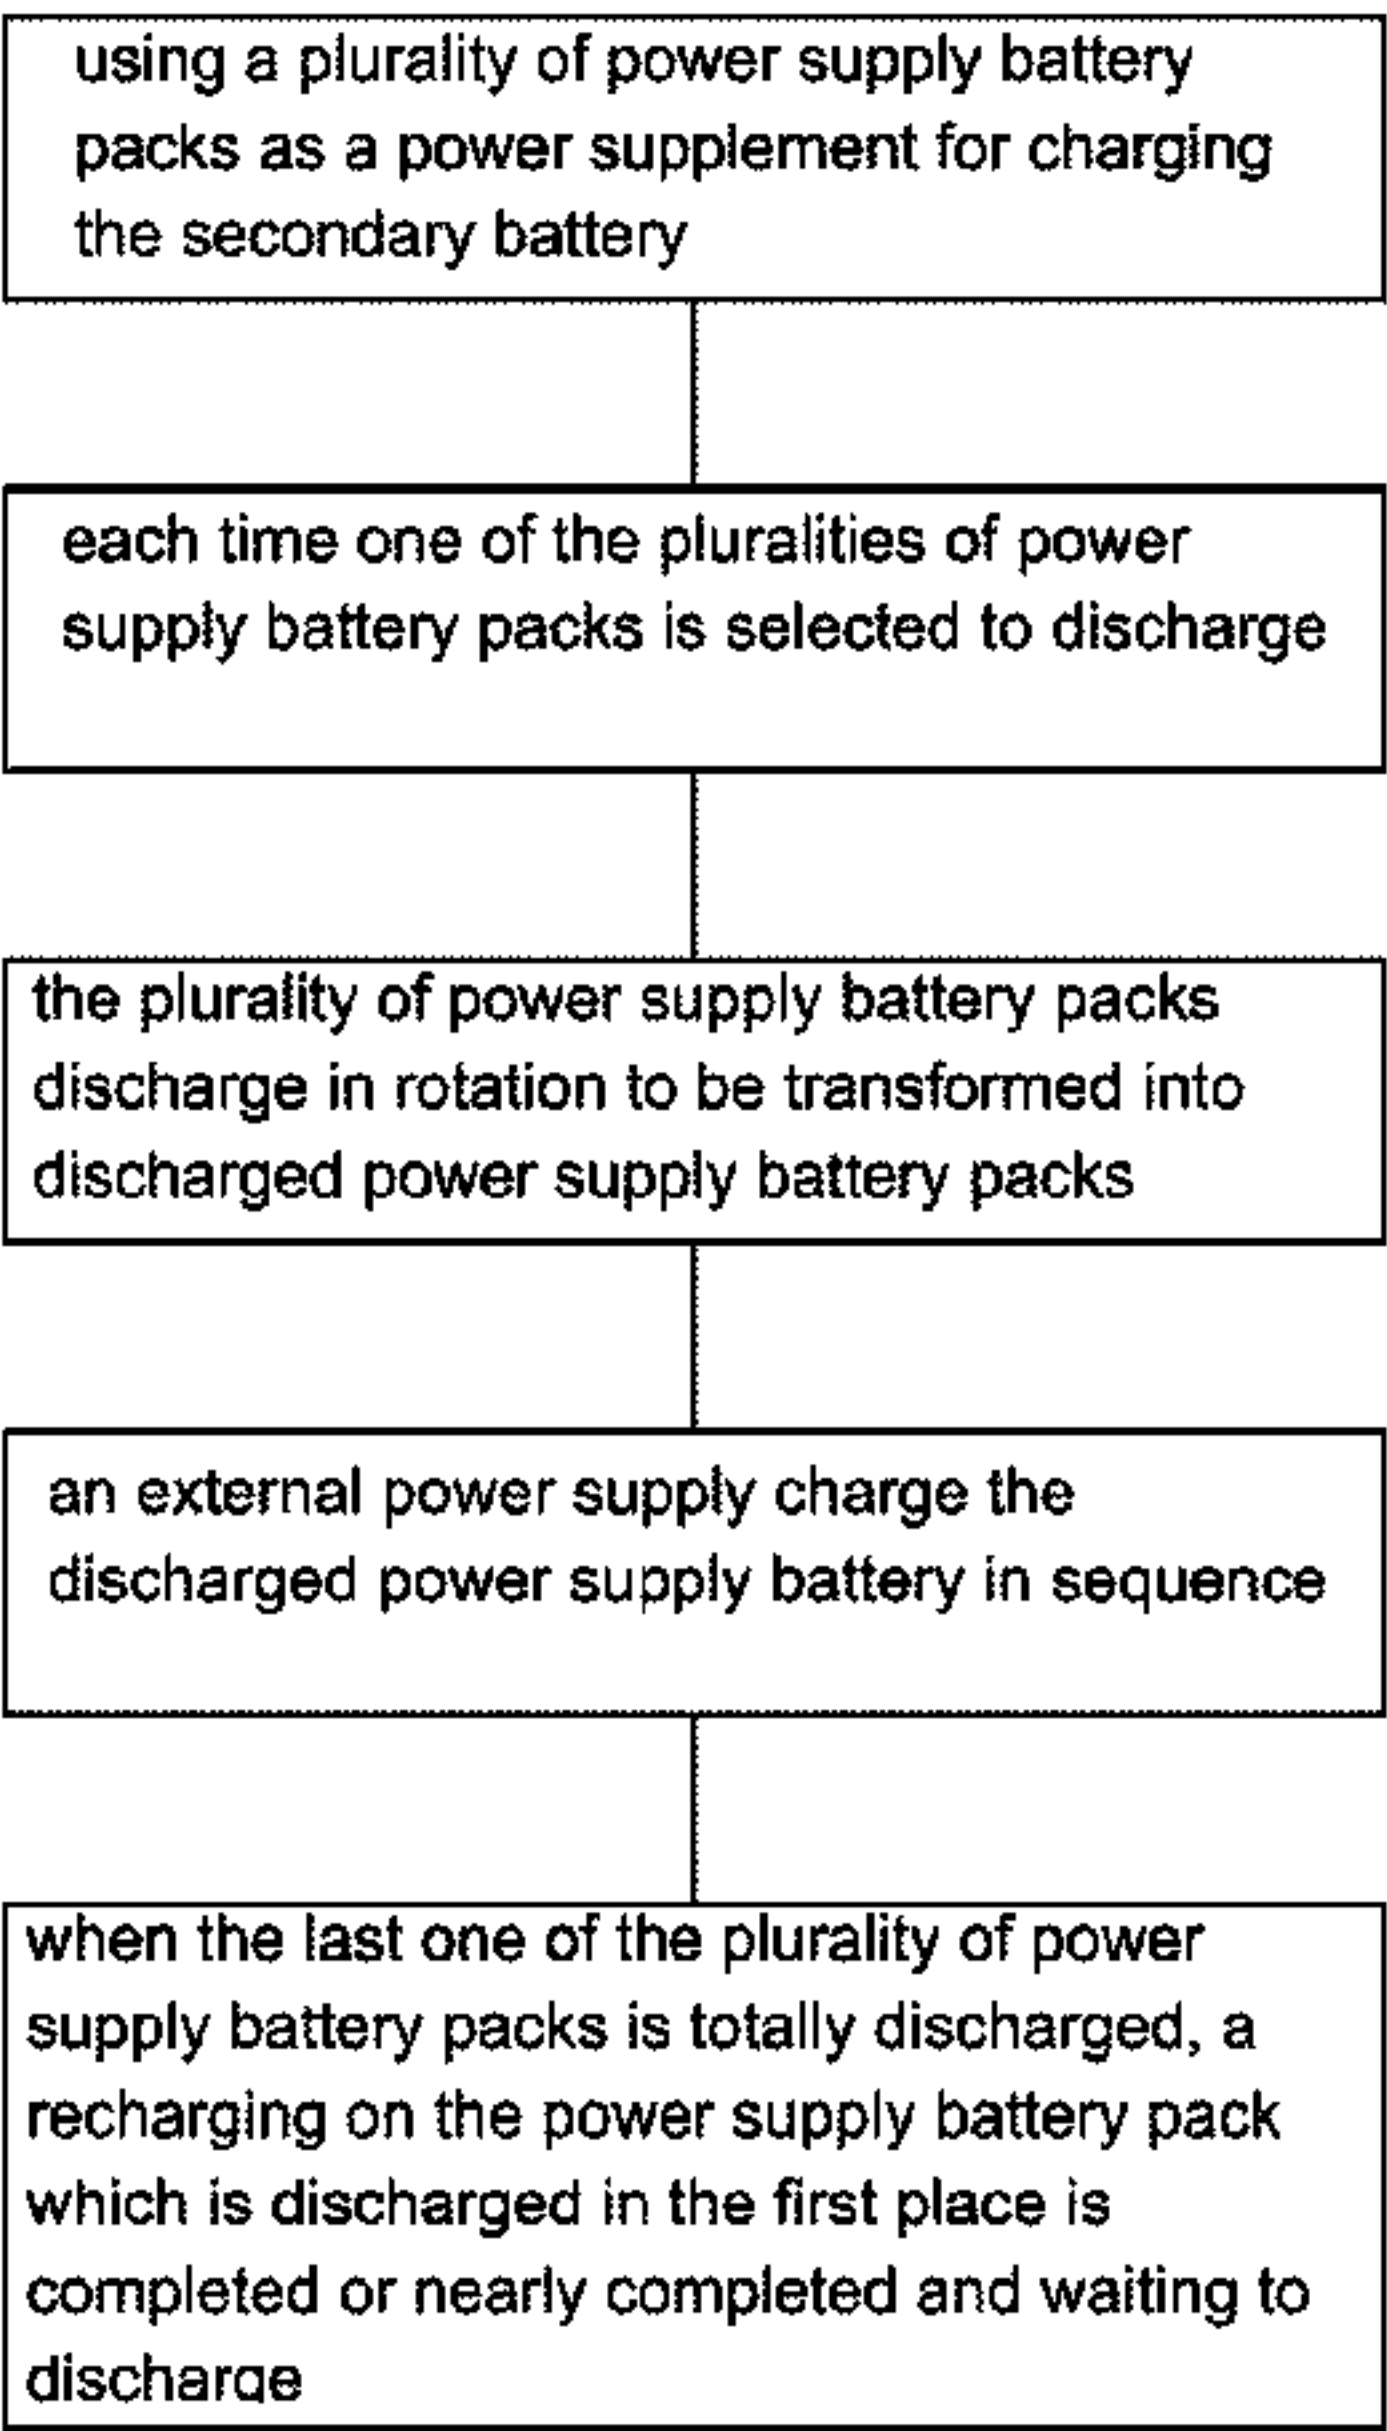 using a plurality of power supply battery
packs as a power supplement for charging
the secondary battery
each time one of the pluralities of power
supply battery packs is selected to discharge
the plurality of power supply battery packs
discharge in rotation to be transformed into
discharged power supply battery packs
an external power supply charge the
discharged power supply battery in sequence
when the last one of the plurality of power
supply battery packs is totally discharged, a
recharging on the power supply battery pack
which is discharged in the first place is
completed or nearly completed and waiting to
discharge